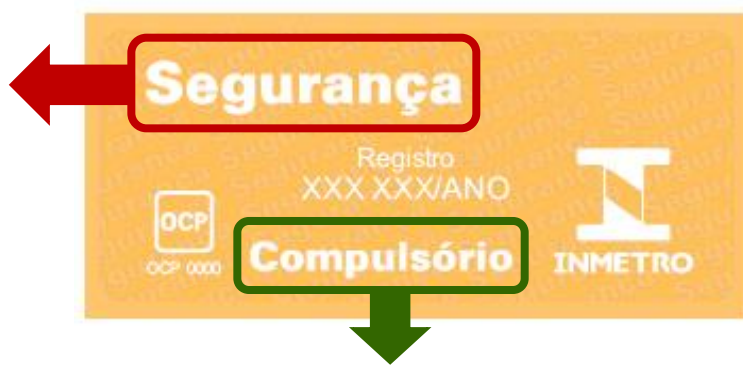 Segurança
Registro
XXX XXX/ANO
OCP
OCP 0000
Compulsório
INMETRO